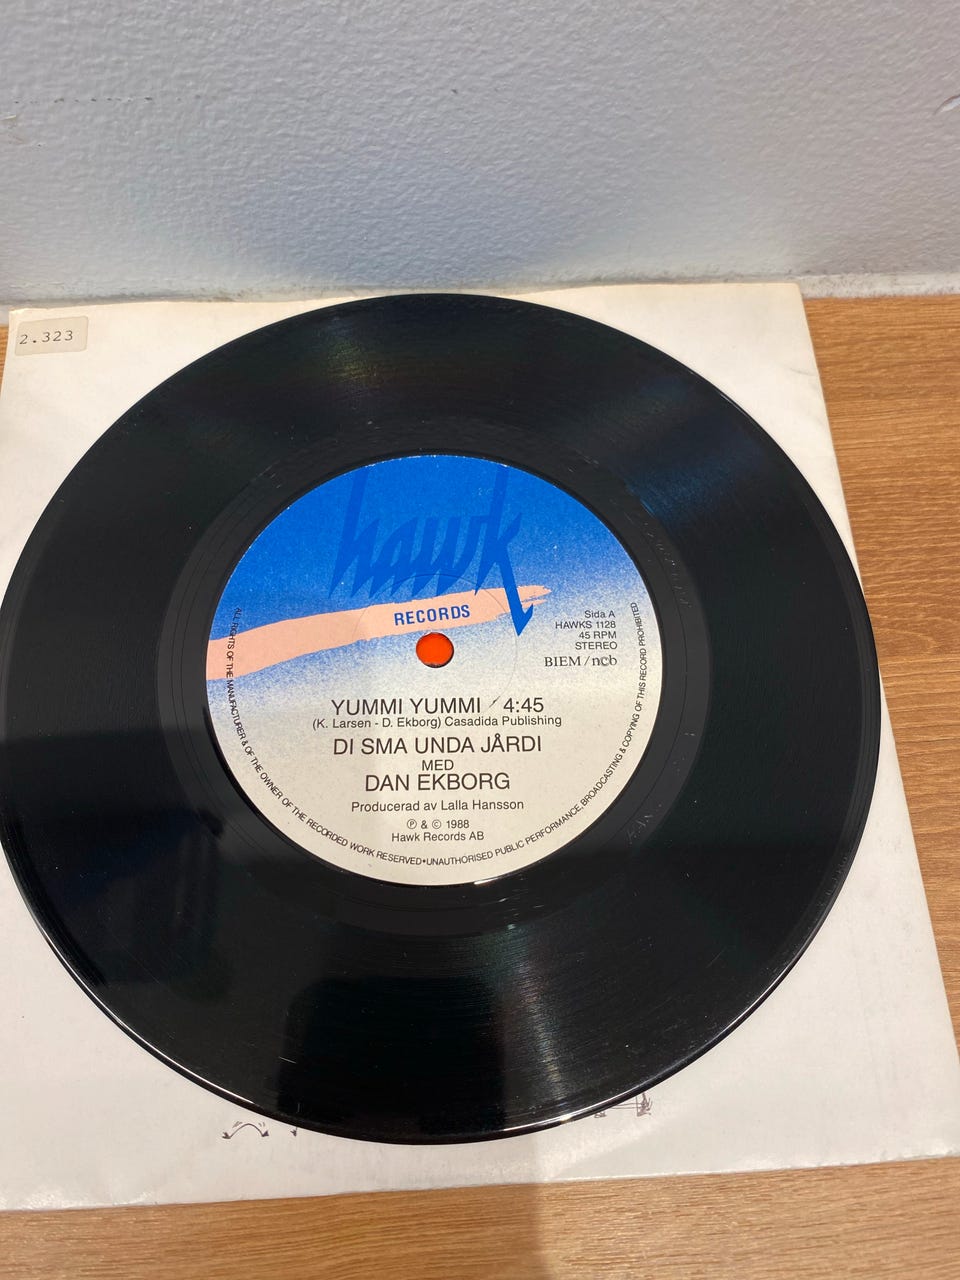 2.323
hawk
RECORDS
Sida A
HAWKS 1128
45 RPM
STEREO
BIEM/ncb
YUMMI YUMMI 4:45
(K. Larsen - D. Ekborg) Casadida Publishing
DI SMA UNDA JÅRDI
MED
DAN EKBORG
Producerad av Lalla Hansson
℗ & © 1988
Hawk Records AB
ALL RIGHTS OF THE MANUFACTURER & OF THE OWNER OF THE RECORDED WORK RESERVED•UNAUTHORISED PUBLIC PERFORMANCE, BROADCASTING & COPYING OF THIS RECORD PROHIBITED